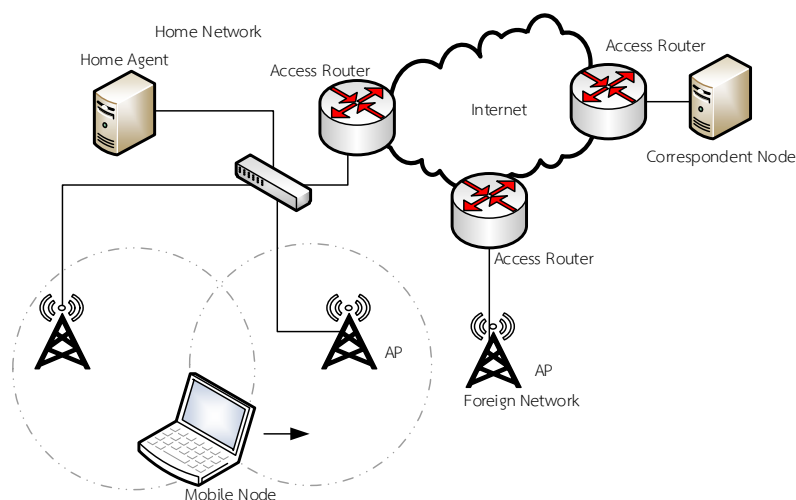 Home Network
Home Agent
Access Router
Access Router
Internet
Correspondent Node
Access Router
AP
AP
Foreign Network
Mobile Node